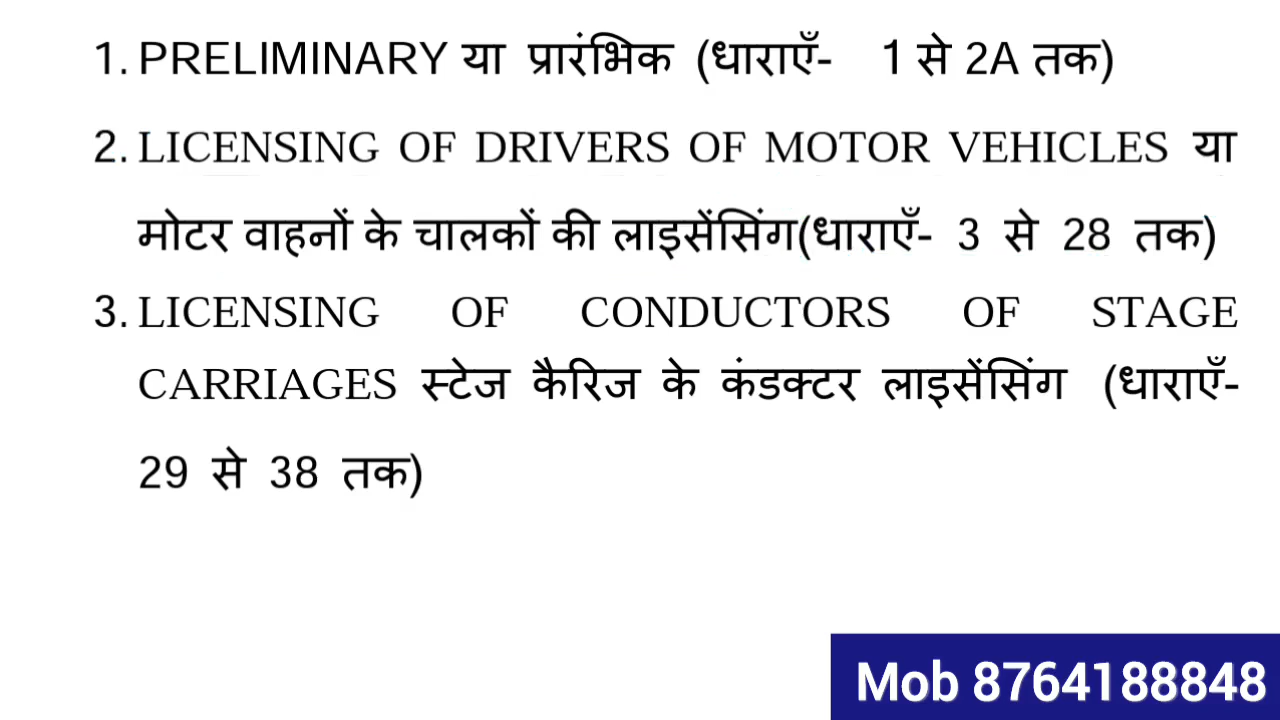 1. PRELIMINARY या प्रारंभिक (धाराएँ- 1 से 2A तक)
2. LICENSING OF DRIVERS OF MOTOR VEHICLES या
मोटर वाहनों के चालकों की लाइसेंसिंग(धाराएँ- 3 से 28 तक)
3. LICENSING OF CONDUCTORS OF STAGE
CARRIAGES स्टेज कैरिज के कंडक्टर लाइसेंसिंग (धाराएँ-
29 से 38 तक)
Mob 8764188848